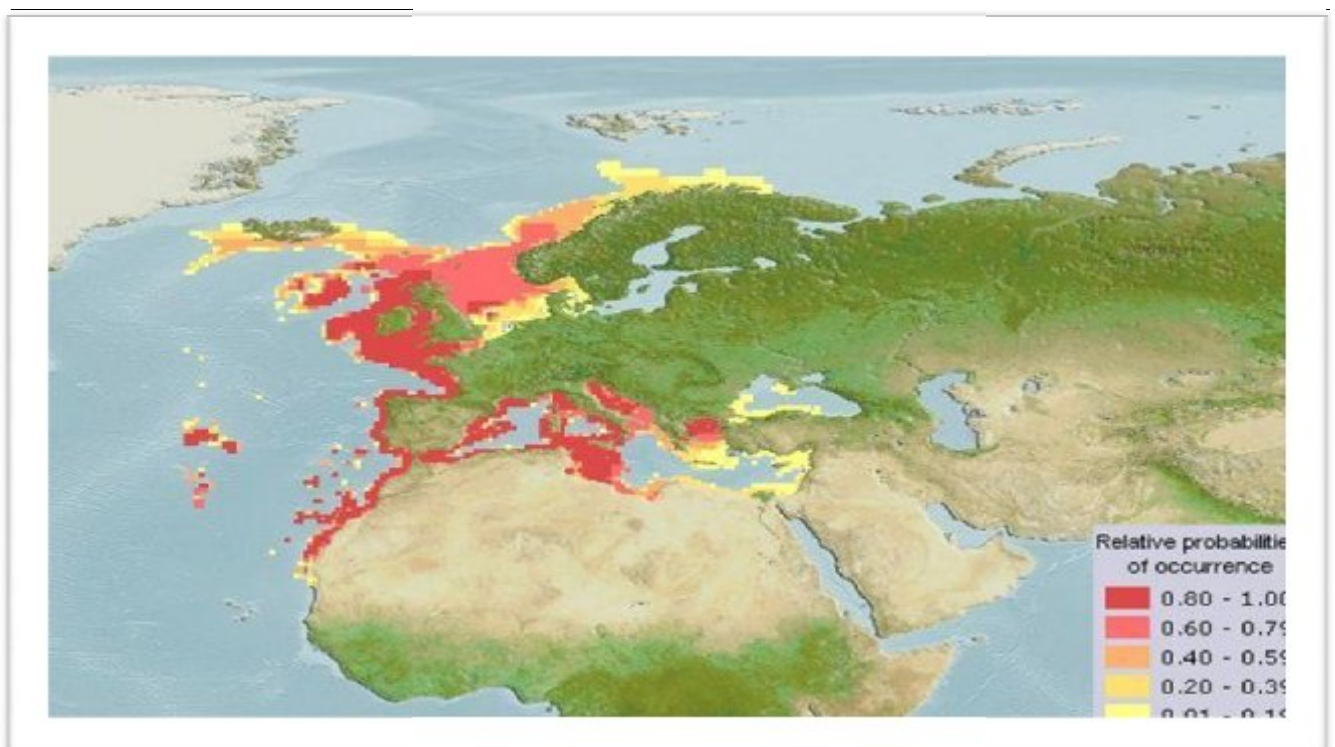 Relative probabilitie
of occurrence
0.80 - 1.00
0.60 - 0.79
0.40 - 0.59
0.20 - 0.39